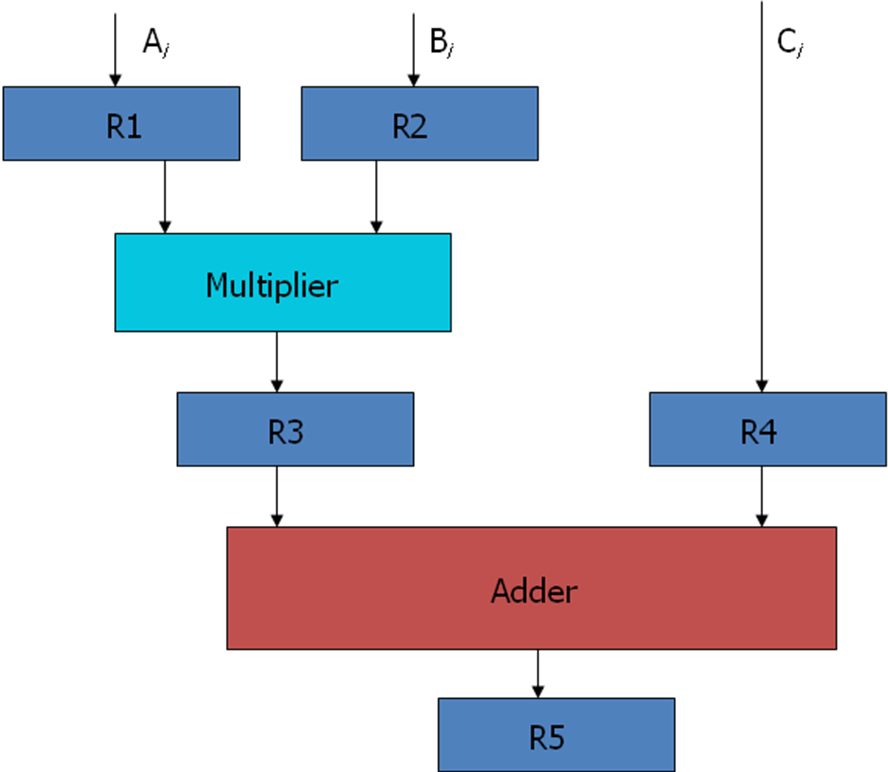 A𝑖 B𝑖 C𝑖
R1 R2
Multiplier
R3 R4
Adder
R5